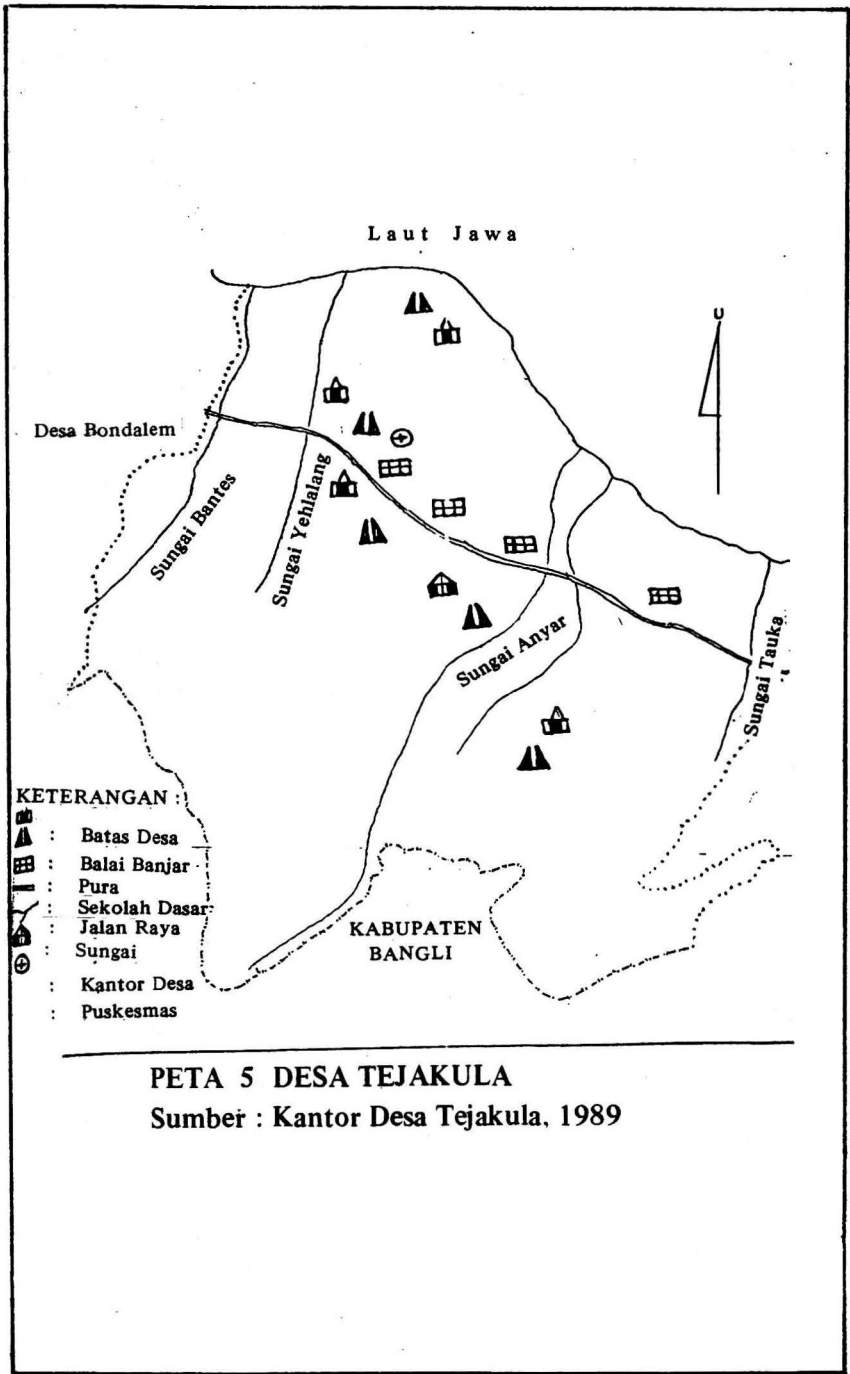 Laut Jawa
U
Desa Bondalem
Sungai Bantes
Sungai Yehlalang
Sungai Anyar
Sungai Tauka
KETERANGAN :
: Batas Desa
: Balai Banjar
: Pura
: Sekolah Dasar
: Jalan Raya
: Sungai
: Kantor Desa
: Puskesmas
KABUPATEN
BANGLI
PETA 5 DESA TEJAKULA
Sumber : Kantor Desa Tejakula, 1989